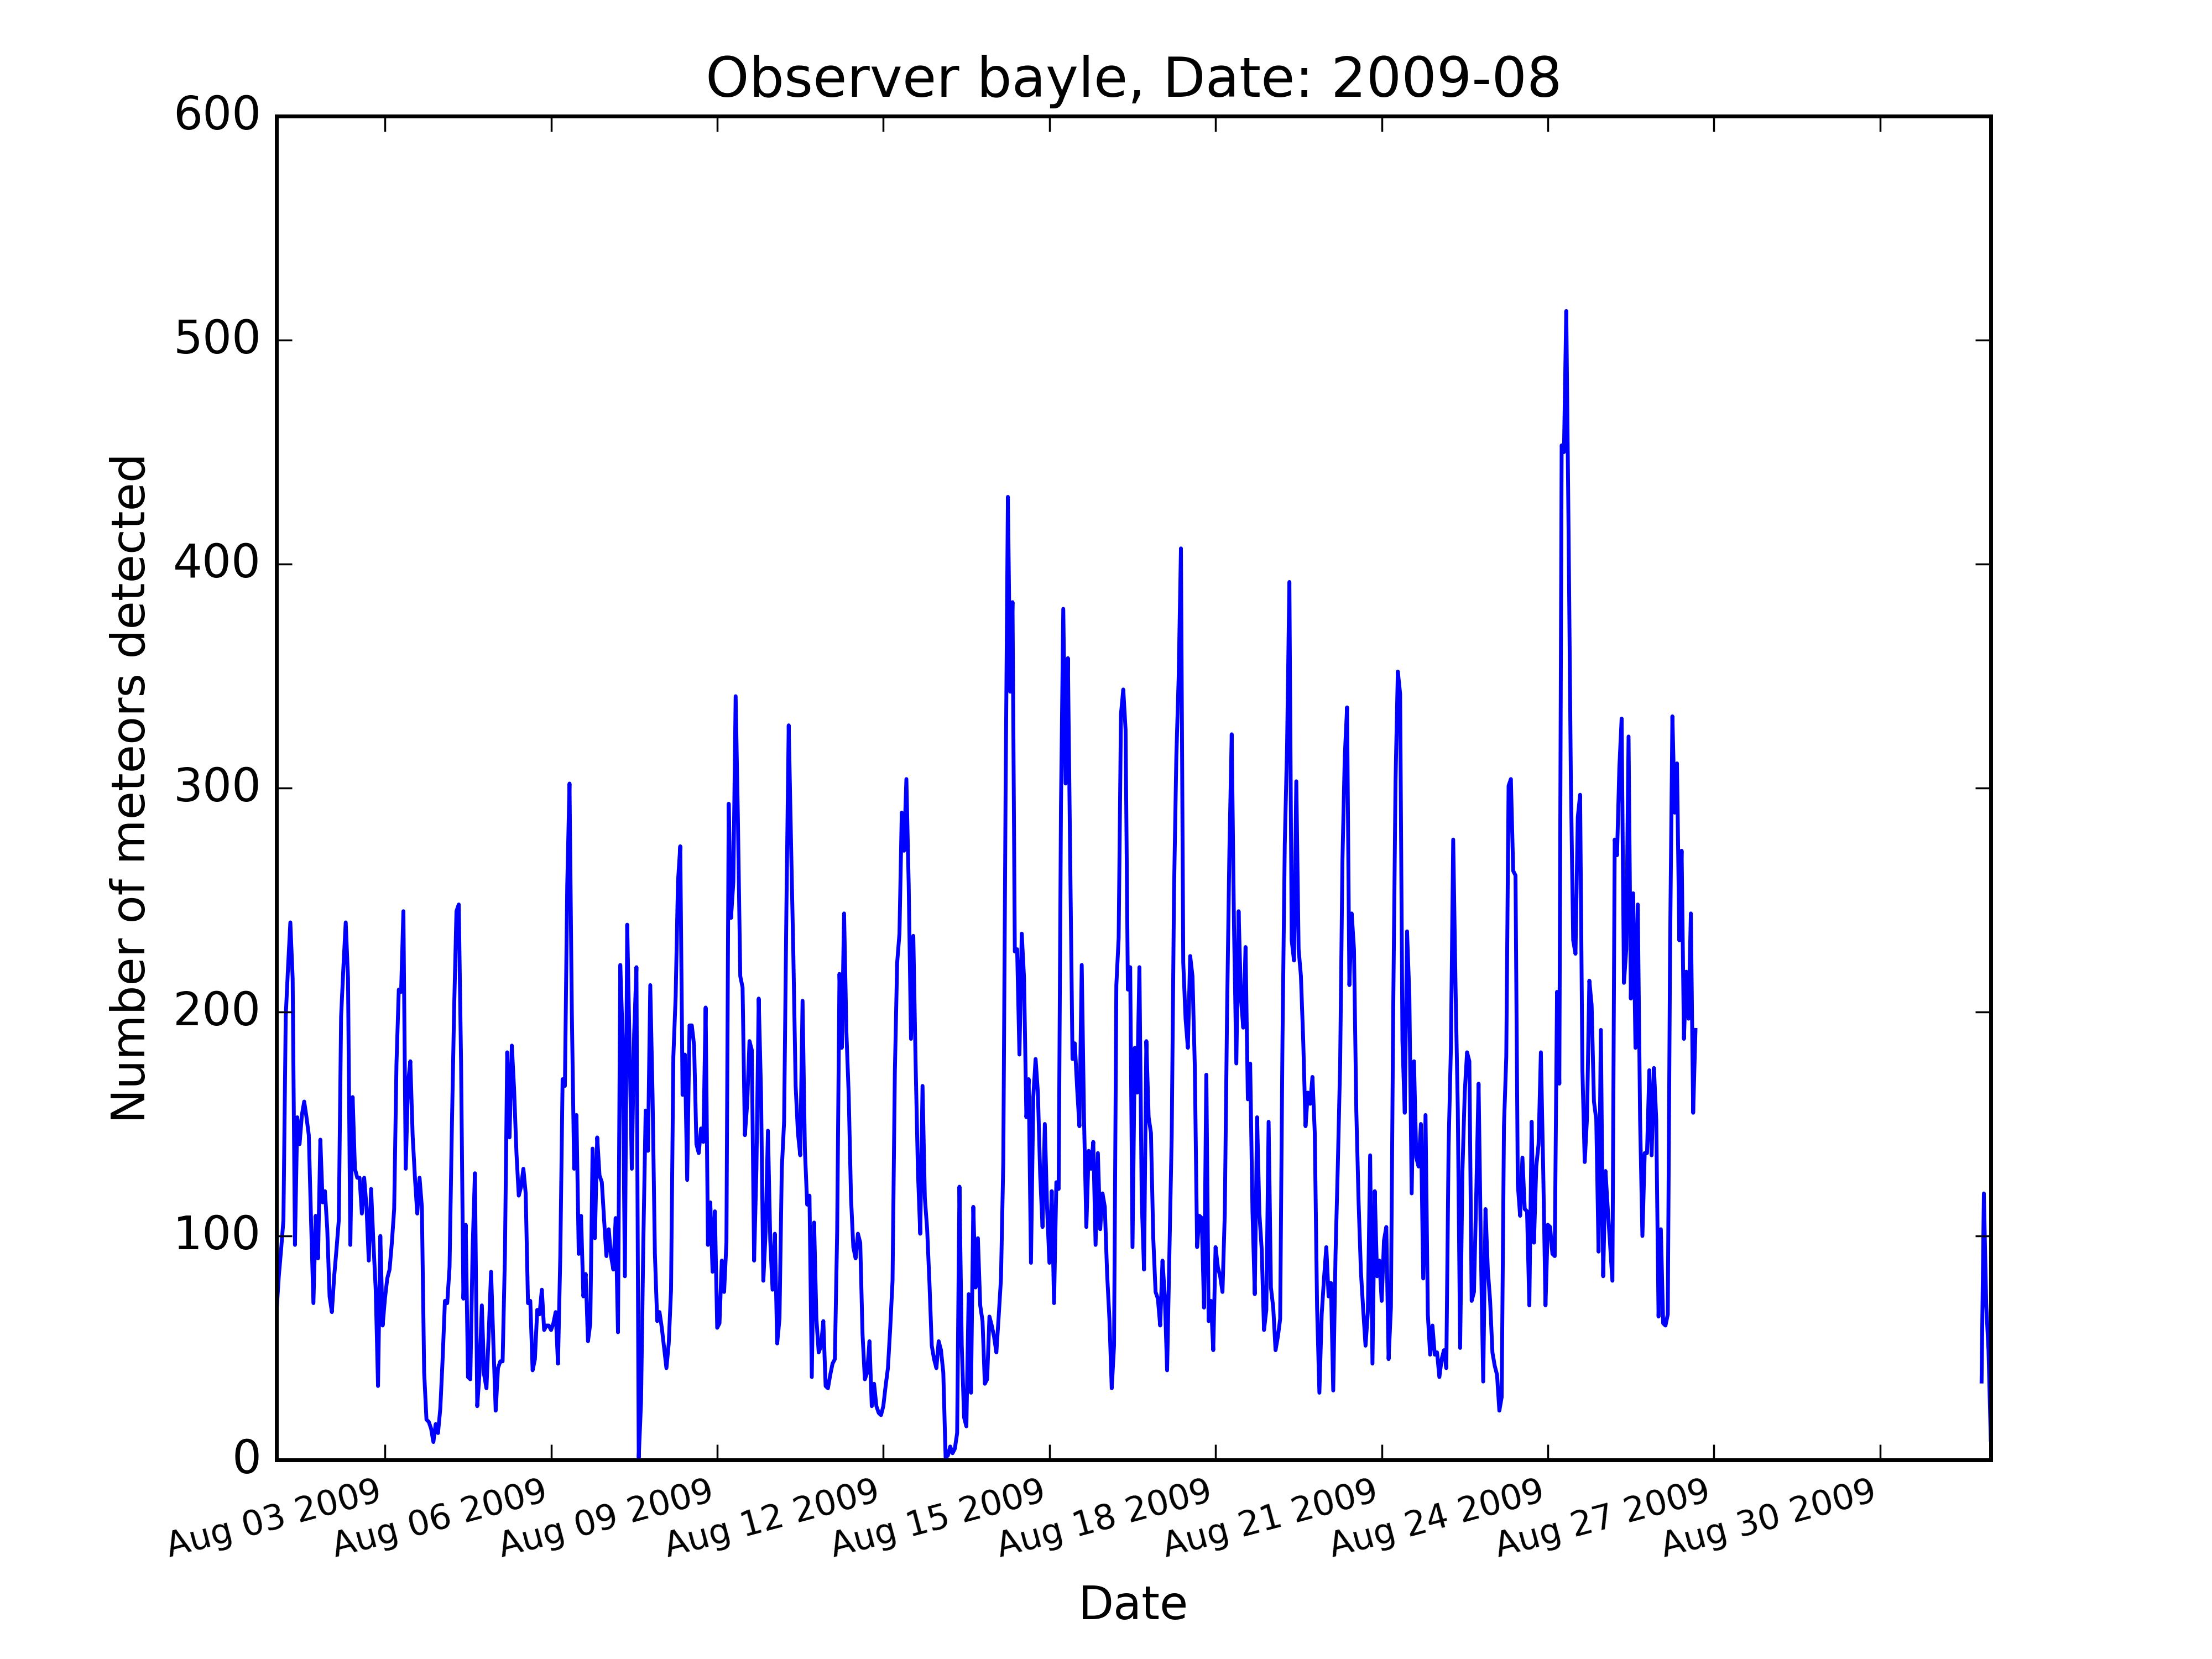 Observer bayle, Date: 2009-08
600
500
400
300
200
100
0
Number of meteors detected
Aug 03 2009
Aug 06 2009
Aug 09 2009
Aug 12 2009
Aug 15 2009
Aug 18 2009
Aug 21 2009
Aug 24 2009
Aug 27 2009
Aug 30 2009
Date